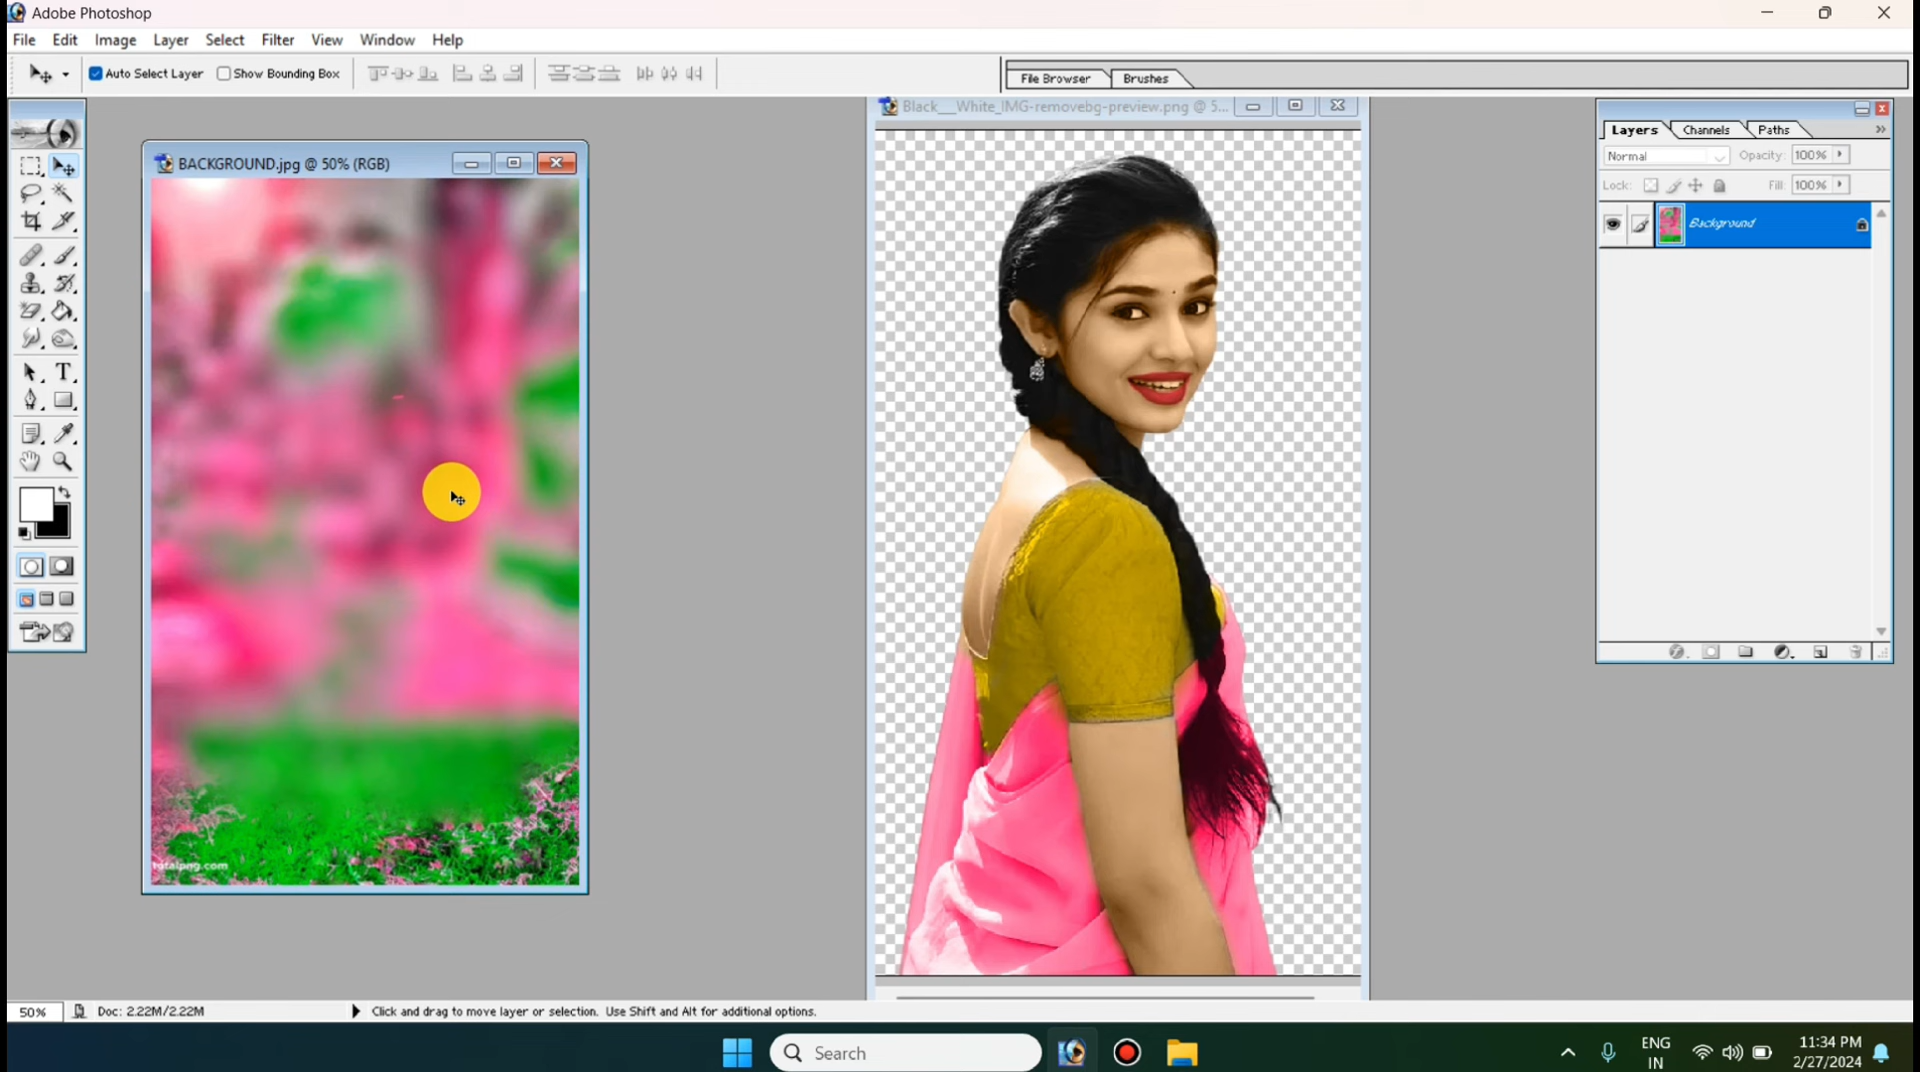 Adobe Photoshop
File Edit Image Layer Select Filter View Window Help
Auto Select Layer Show Bounding Box
File Browser Brushes
Black___White_IMG-removebg-preview.png @ 5...
BACKGROUND.jpg @ 50% (RGB)
Layers Channels Paths
Normal Opacity: 100%
Lock: Fill: 100%
Background
T
totalpng.com
50% Doc: 2.22M/2.22M Click and drag to move layer or selection. Use Shift and Alt for additional options.
Search
ENG
IN
11:34 PM
2/27/2024